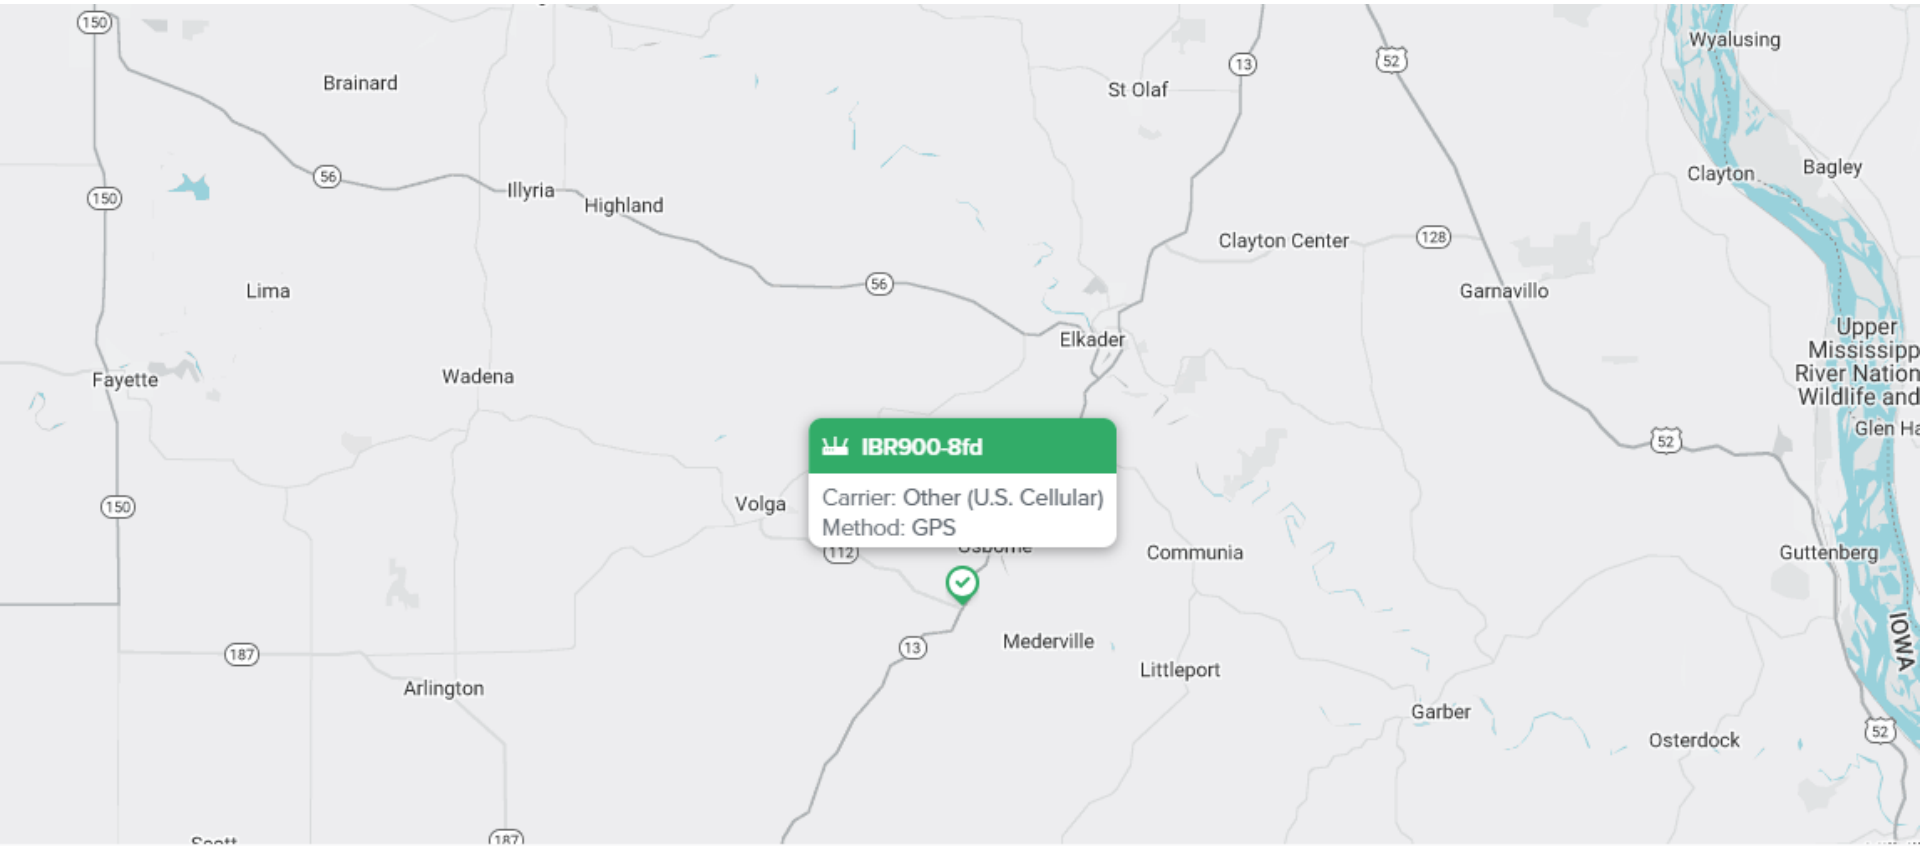 150
Wyalusing
13
52
Brainard
St Olaf
Clayton
Bagley
56
150
Illyria
Highland
Clayton Center
128
Lima
56
Garnavillo
Elkader
Upper
Mississipp
River Nation
Wildlife and
Fayette
Wadena
Glen Ha
52
IBR900-8fd
Carrier: Other (U.S. Cellular)
Method: GPS
Volga
150
112
Osborne
Communia
Guttenberg
IOWA
187
13
Mederville
Littleport
Arlington
Garber
52
Osterdock
Scott
187